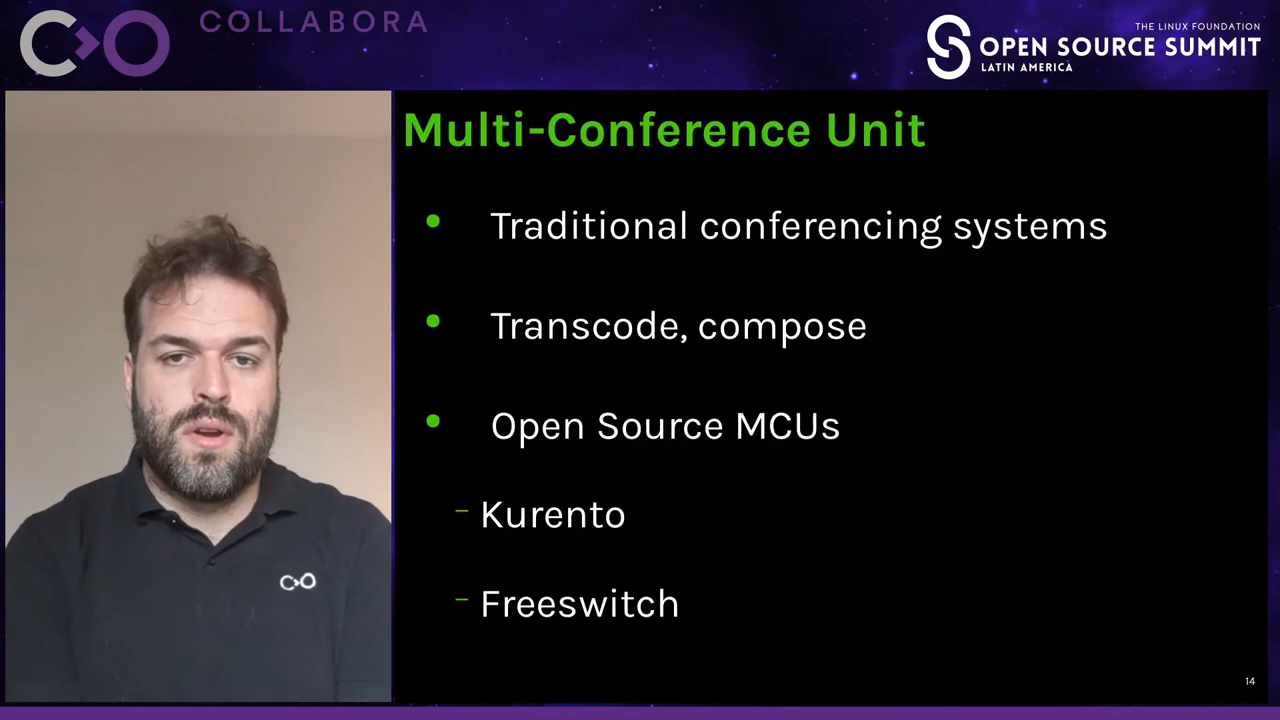 COLLABORA
THE LINUX FOUNDATION
OPEN SOURCE SUMMIT
LATIN AMERICA
Multi-Conference Unit
• Traditional conferencing systems
• Transcode, compose
• Open Source MCUs
– Kurento
– Freeswitch
14